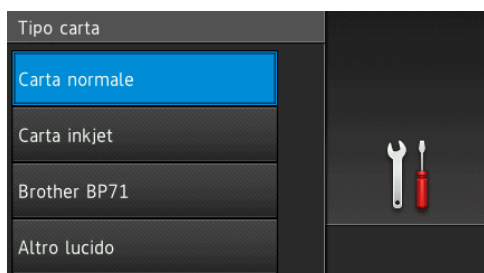 Tipo carta
Carta normale
Carta inkjet
Brother BP71
Altro lucido